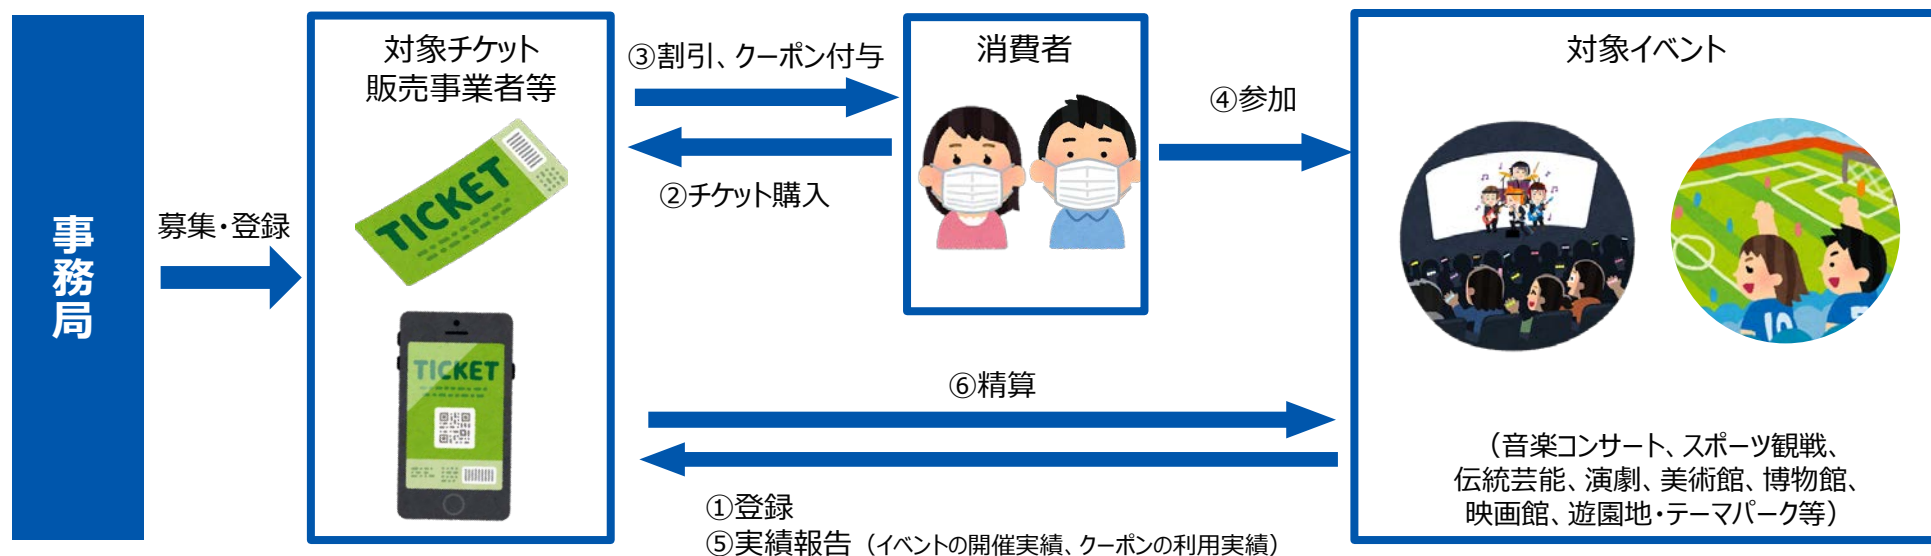 事務局
募集・登録
対象チケット
販売事業者等
TICKET
TICKET
③割引、クーポン付与
②チケット購入
消費者
④参加
対象イベント
10
（音楽コンサート、スポーツ観戦、
伝統芸能、演劇、美術館、博物館、
映画館、遊園地・テーマパーク等）
⑥精算
①登録
⑤実績報告（イベントの開催実績、クーポンの利用実績）